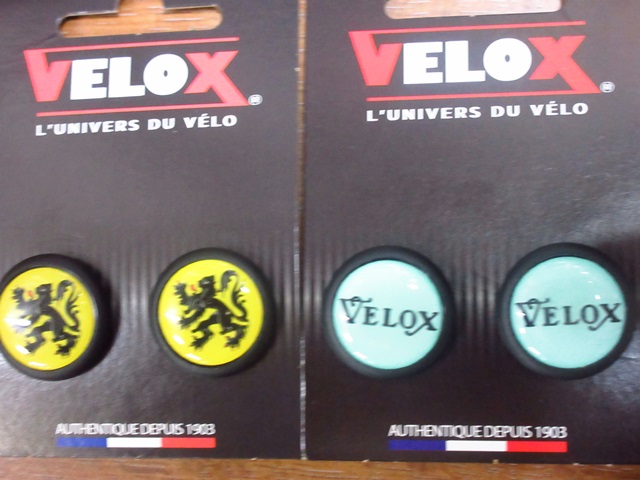 VELOX®
L'UNIVERS DU VÉLO
AUTHENTIQUE DEPUIS 1903
VELOX®
L'UNIVERS DU VÉLO
VELOX
VELOX
AUTHENTIQUE DEPUIS 1903